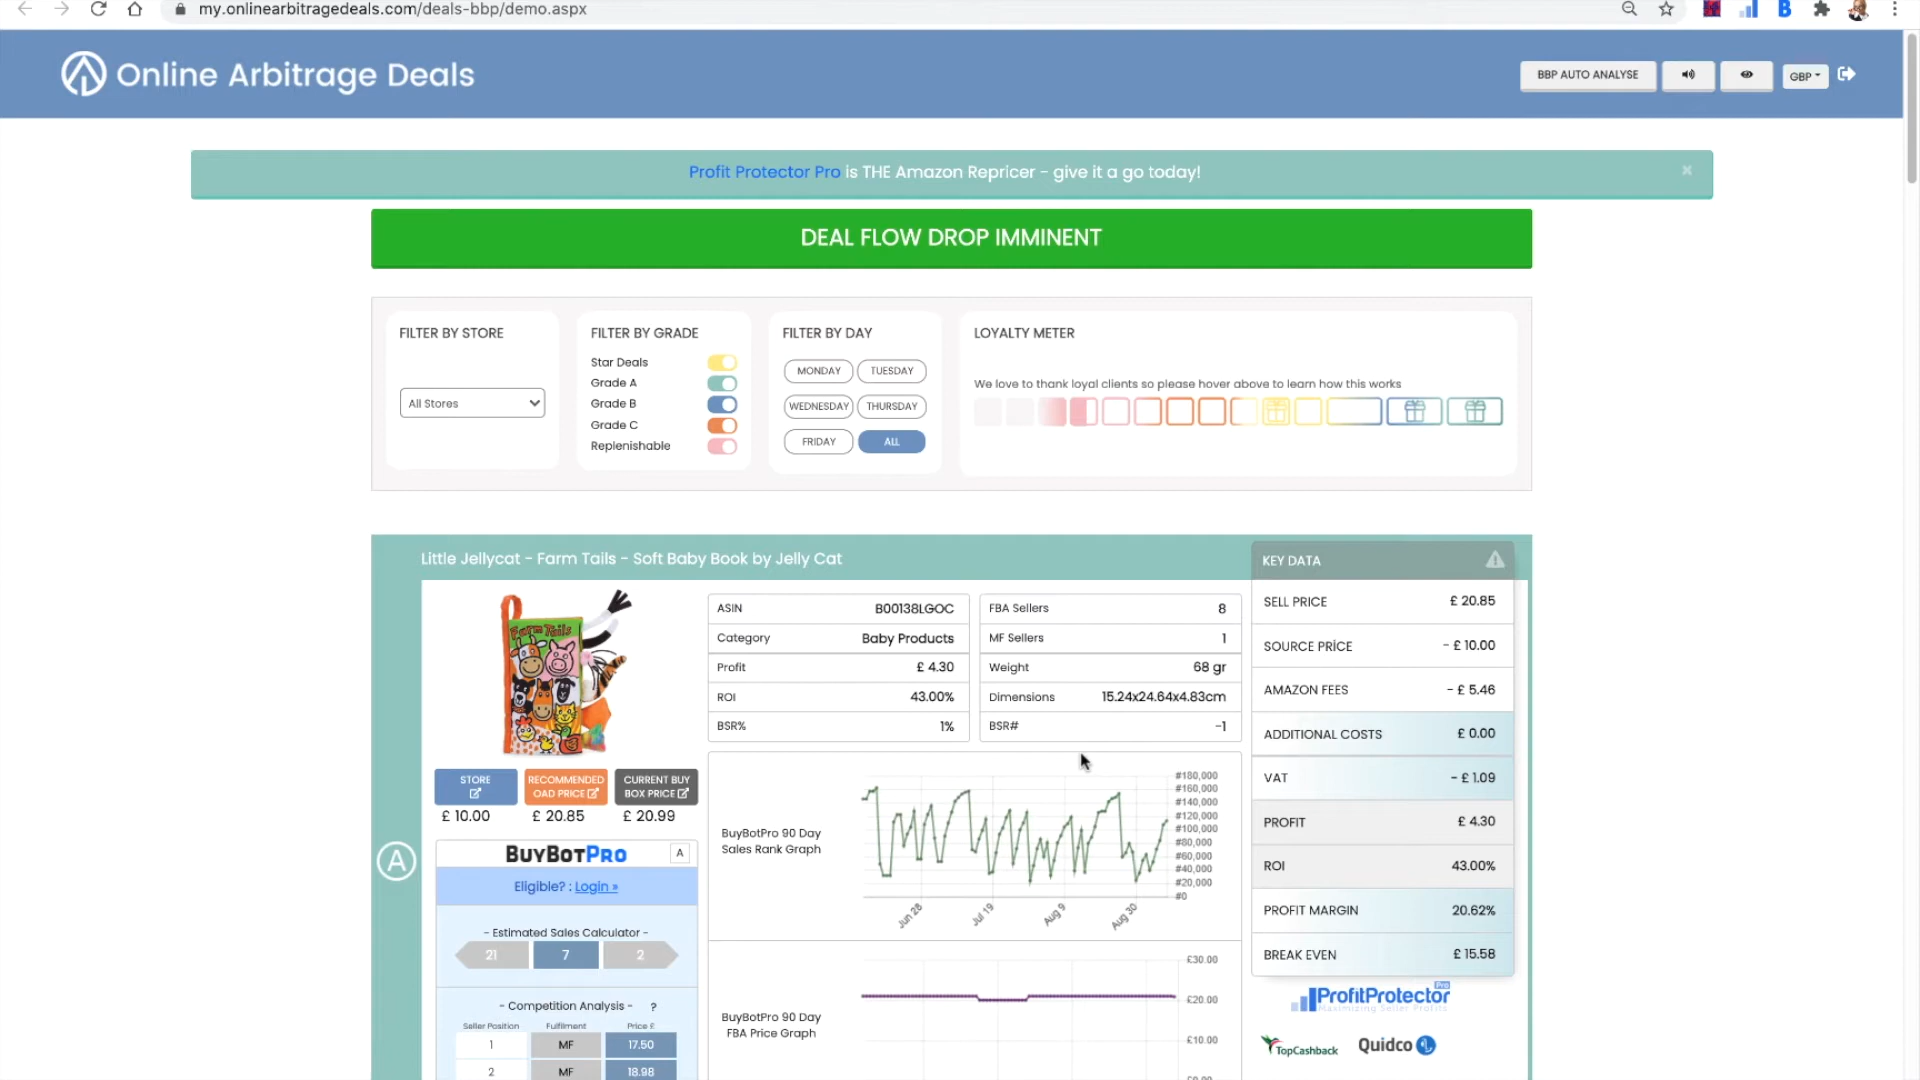 my.onlinearbitragedeals.com/deals-bbp/demo.aspx
Online Arbitrage Deals
BBP AUTO ANALYSE
GBP
Profit Protector Pro is THE Amazon Repricer - give it a go today!
×
DEAL FLOW DROP IMMINENT
FILTER BY STORE
All Stores
FILTER BY GRADE
Star Deals
Grade A
Grade B
Grade C
Replenishable
FILTER BY DAY
MONDAY
TUESDAY
WEDNESDAY
THURSDAY
FRIDAY
ALL
LOYALTY METER
We love to thank loyal clients so please hover above to learn how this works
Little Jellycat - Farm Tails - Soft Baby Book by Jelly Cat
Farm Tails
STORE
£ 10.00
RECOMMENDED
OAD PRICE
£ 20.85
CURRENT BUY
BOX PRICE
£ 20.99
A
BUYBOTPRO
A
Eligible? : Login »
- Estimated Sales Calculator -
21 7 2
- Competition Analysis - ?
Seller Position Fulfilment Price £
1 MF 17.50
2 MF 18.98
ASIN B00138LGOC
Category Baby Products
Profit £ 4.30
ROI 43.00%
BSR% 1%
FBA Sellers 8
MF Sellers 1
Weight 68 gr
Dimensions 15.24x24.64x4.83cm
BSR# -1
BuyBotPro 90 Day
Sales Rank Graph
#180,000
#160,000
#140,000
#120,000
#100,000
#80,000
#60,000
#40,000
#20,000
#0
Jun 28
Jul 19
Aug 9
Aug 30
BuyBotPro 90 Day
FBA Price Graph
£30.00
£20.00
£10.00
£0.00
KEY DATA
SELL PRICE £ 20.85
SOURCE PRİCE - £ 10.00
AMAZON FEES - £ 5.46
ADDITIONAL COSTS £ 0.00
VAT - £ 1.09
PROFIT £ 4.30
ROI 43.00%
PROFIT MARGIN 20.62%
BREAK EVEN £ 15.58
ProfitProtector Pro
Maximizing Seller Profits
TopCashback
Quidco